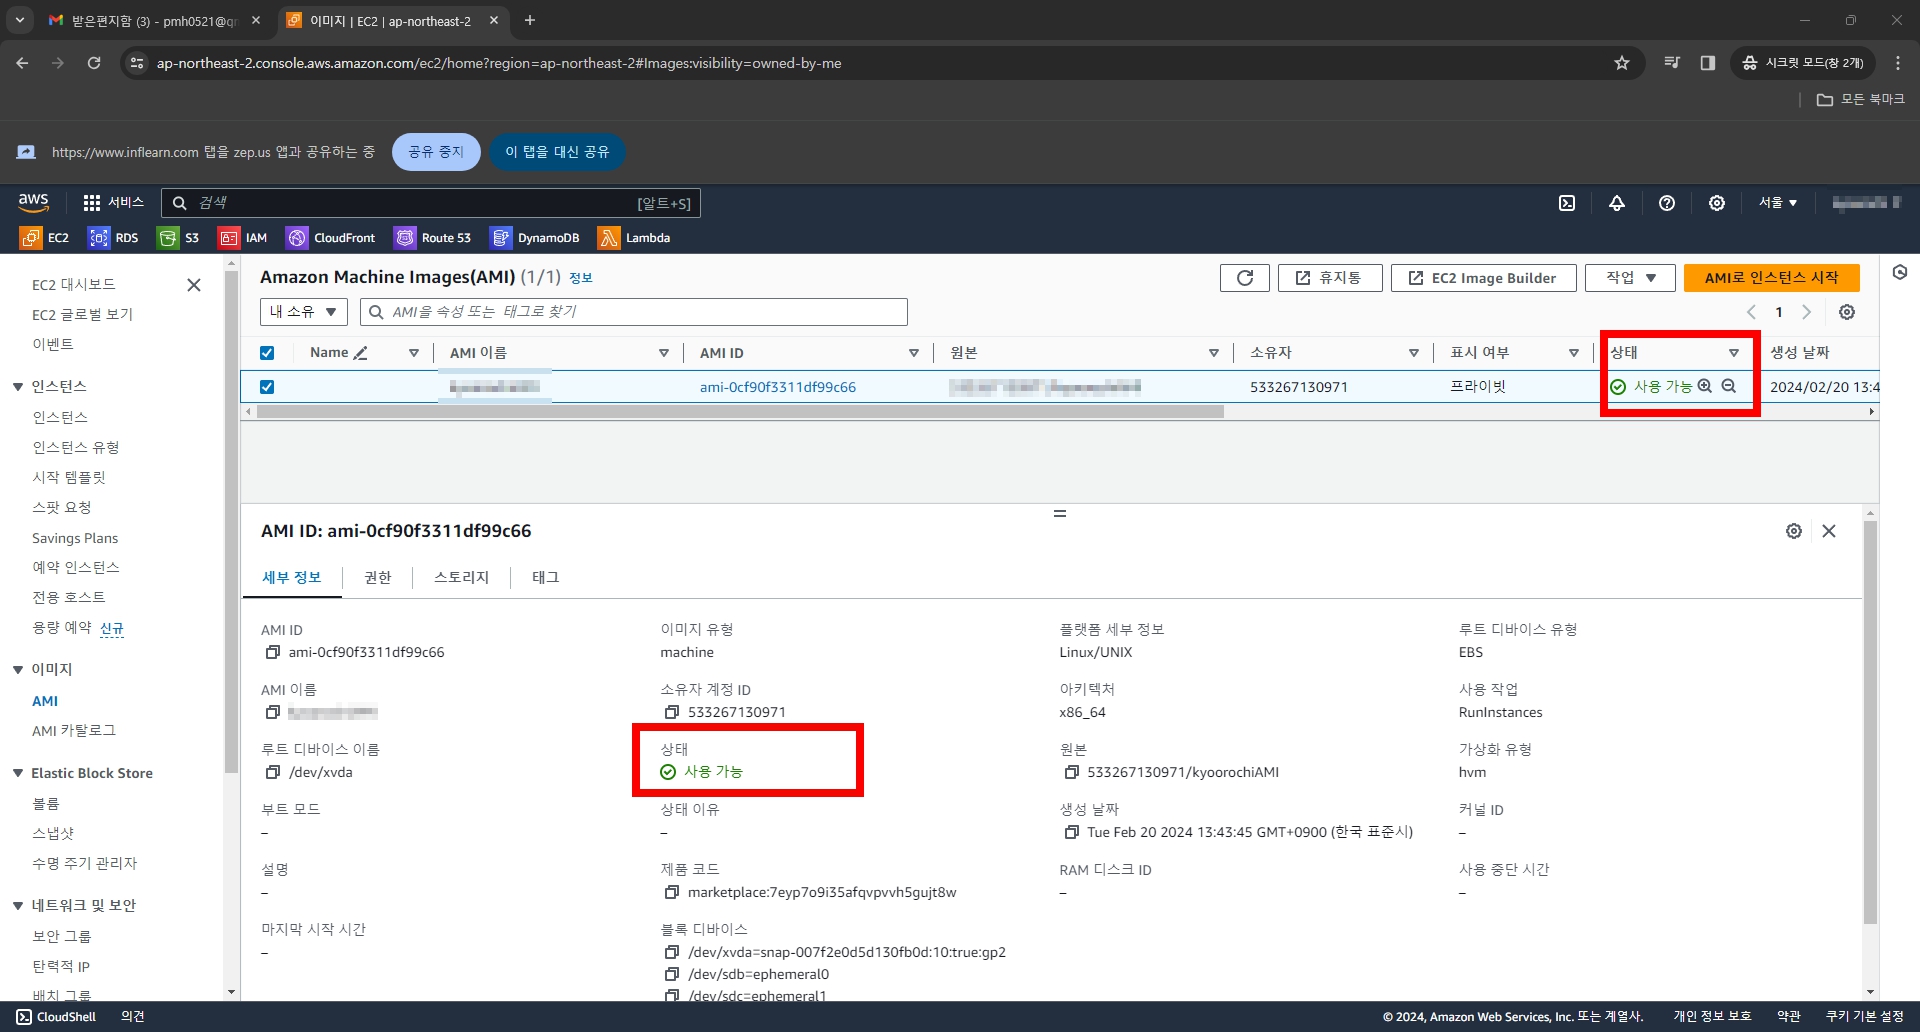 받은편지함 (3) - pmh0521@
이미지 | EC2 | ap-northeast-2
ap-northeast-2.console.aws.amazon.com/ec2/home?region=ap-northeast-2#Images:visibility=owned-by-me
시크릿 모드(창 2개)
모든 북마크
https://www.inflearn.com 탭을 zep.us 앱과 공유하는 중
공유 중지
이 탭을 대신 공유
aws
서비스
검색
[알트+S]
서울
EC2
RDS
S3
IAM
CloudFront
Route 53
DynamoDB
Lambda
EC2 대시보드
EC2 글로벌 보기
이벤트
인스턴스
인스턴스
인스턴스 유형
시작 템플릿
스팟 요청
Savings Plans
예약 인스턴스
전용 호스트
용량 예약 신규
이미지
AMI
AMI 카탈로그
Elastic Block Store
볼륨
스냅샷
수명 주기 관리자
네트워크 및 보안
보안 그룹
탄력적 IP
배치 그룹
Amazon Machine Images(AMI) (1/1) 정보
휴지통
EC2 Image Builder
작업
AMI로 인스턴스 시작
내 소유
AMI을 속성 또는 태그로 찾기
1
Name
AMI 이름
AMI ID
원본
소유자
표시 여부
상태
생성 날짜
ami-0cf90f3311df99c66
533267130971
프라이빗
사용 가능
2024/02/20 13:4
AMI ID: ami-0cf90f3311df99c66
세부 정보
권한
스토리지
태그
AMI ID
ami-0cf90f3311df99c66
이미지 유형
machine
플랫폼 세부 정보
Linux/UNIX
루트 디바이스 유형
EBS
AMI 이름
소유자 계정 ID
533267130971
아키텍처
x86_64
사용 작업
RunInstances
루트 디바이스 이름
/dev/xvda
상태
사용 가능
원본
533267130971/kyoorochiAMI
가상화 유형
hvm
부트 모드
–
상태 이유
–
생성 날짜
Tue Feb 20 2024 13:43:45 GMT+0900 (한국 표준시)
커널 ID
–
설명
–
제품 코드
marketplace:7eyp7o9i35afqvpvvh5gujt8w
RAM 디스크 ID
–
사용 중단 시간
–
마지막 시작 시간
–
블록 디바이스
/dev/xvda=snap-007f2e0d5d130fb0d:10:true:gp2
/dev/sdb=ephemeral0
/dev/sdc=ephemeral1
CloudShell
의견
© 2024, Amazon Web Services, Inc. 또는 계열사.
개인 정보 보호
약관
쿠키 기본 설정